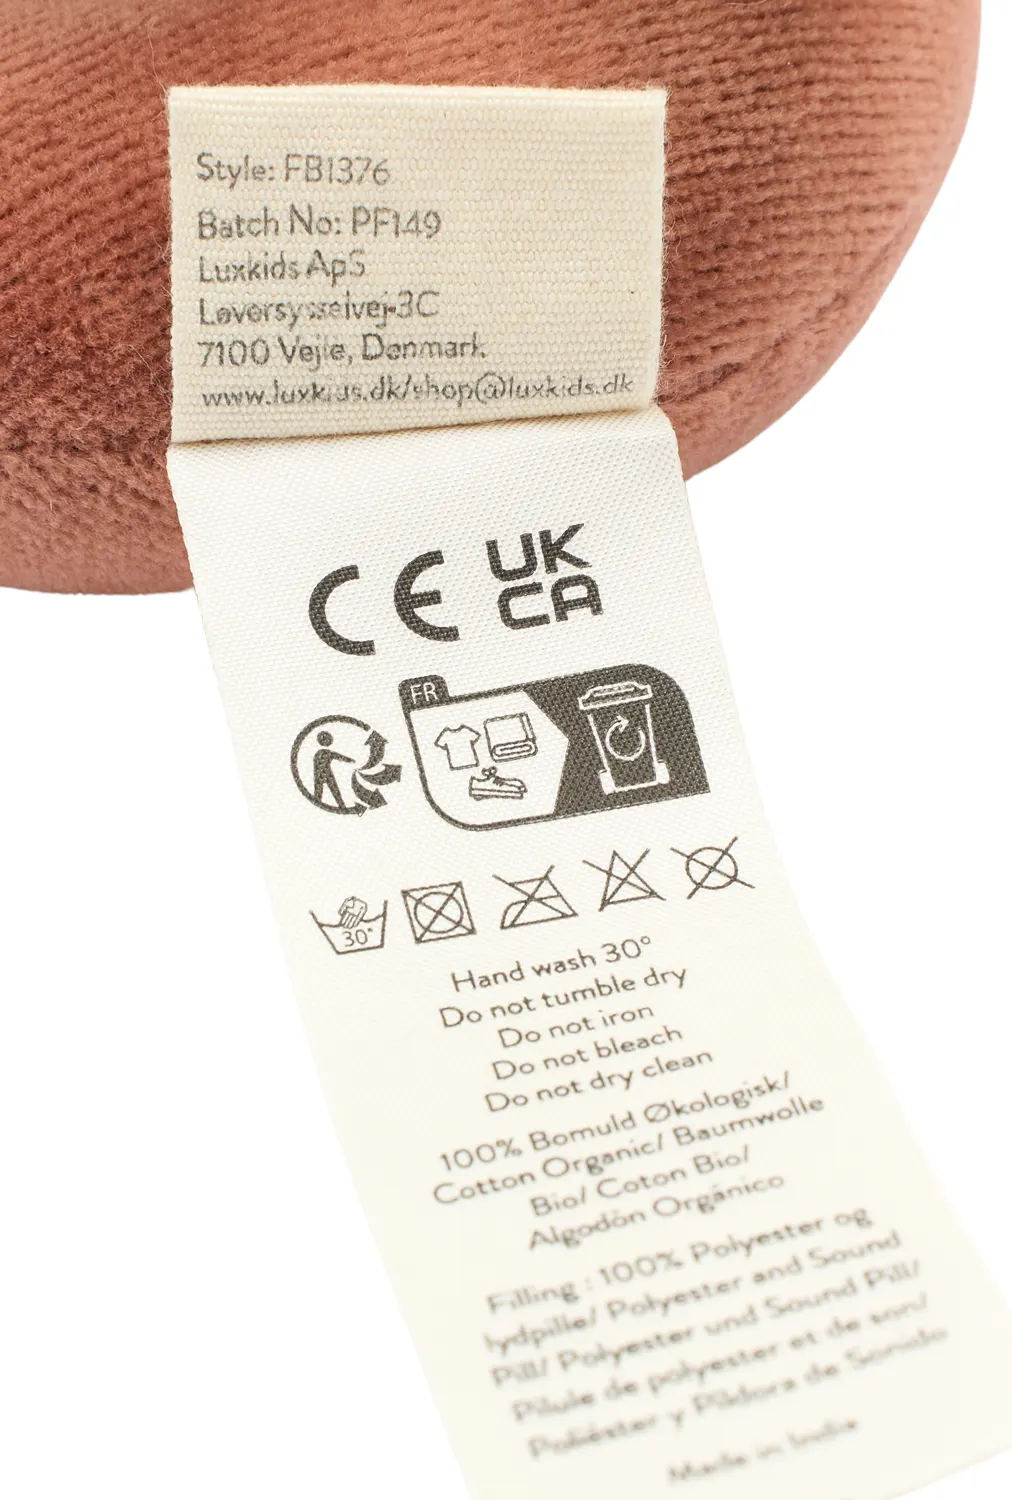 Style: FB1376
Batch No: PF149
Luxkids ApS
Løversysselvej 3C
7100 Vejle, Denmark
www.luxkids.dk/shop@luxkids.dk
CE
UK
CA
FR
30°
Hand wash 30°
Do not tumble dry
Do not iron
Do not bleach
Do not dry clean
100% Bomuld Økologisk/
Cotton Organic/ Baumwolle
Bio/ Coton Bio/
Algodón Orgánico
Filling : 100% Polyester og
lydpille/ Polyester and Sound
Pill/ Polyester und Sound Pill/
Pilule de polyester et de son/
Poliéster y Píldora de Sonido
Made in India